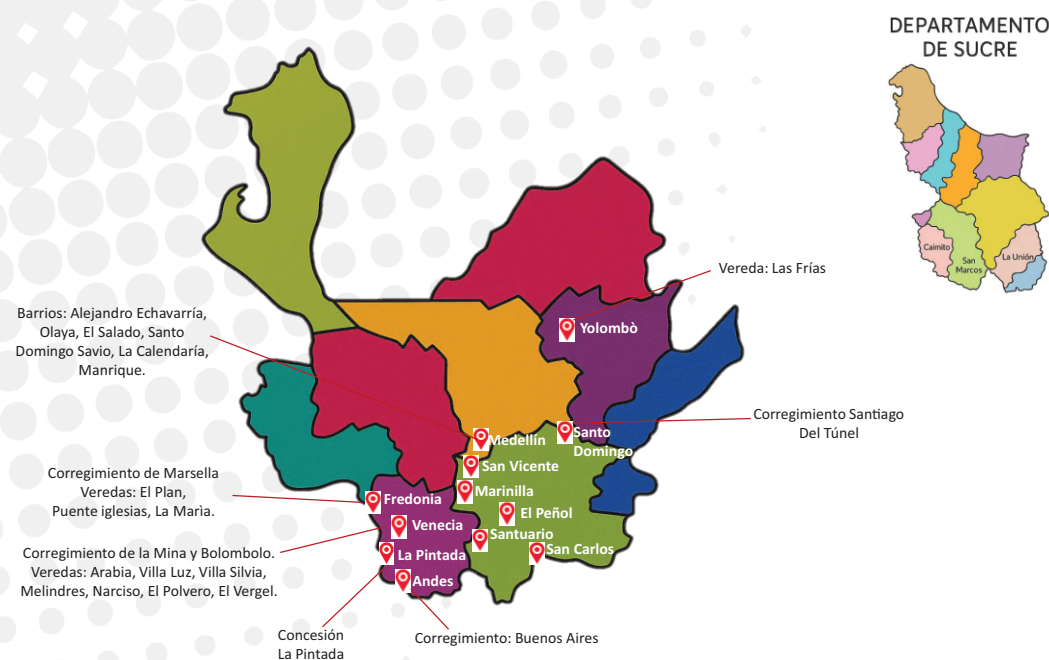 DEPARTAMENTO
DE SUCRE
Caimito
San
Marcos
La Unión
Vereda: Las Frías
Yolombò
Barrios: Alejandro Echavarría,
Olaya, El Salado, Santo
Domingo Savio, La Calendaría,
Manrique.
Corregimiento Santiago
Del Túnel
Medellín
Santo
Domingo
San Vicente
Marinilla
El Peñol
Santuario
San Carlos
Corregimiento de Marsella
Veredas: El Plan,
Puente iglesias, La Marìa.
Fredonia
Venecia
La Pintada
Andes
Corregimiento de la Mina y Bolombolo.
Veredas: Arabia, Villa Luz, Villa Silvia,
Melindres, Narciso, El Polvero, El Vergel.
Concesión
La Pintada
Corregimiento: Buenos Aires